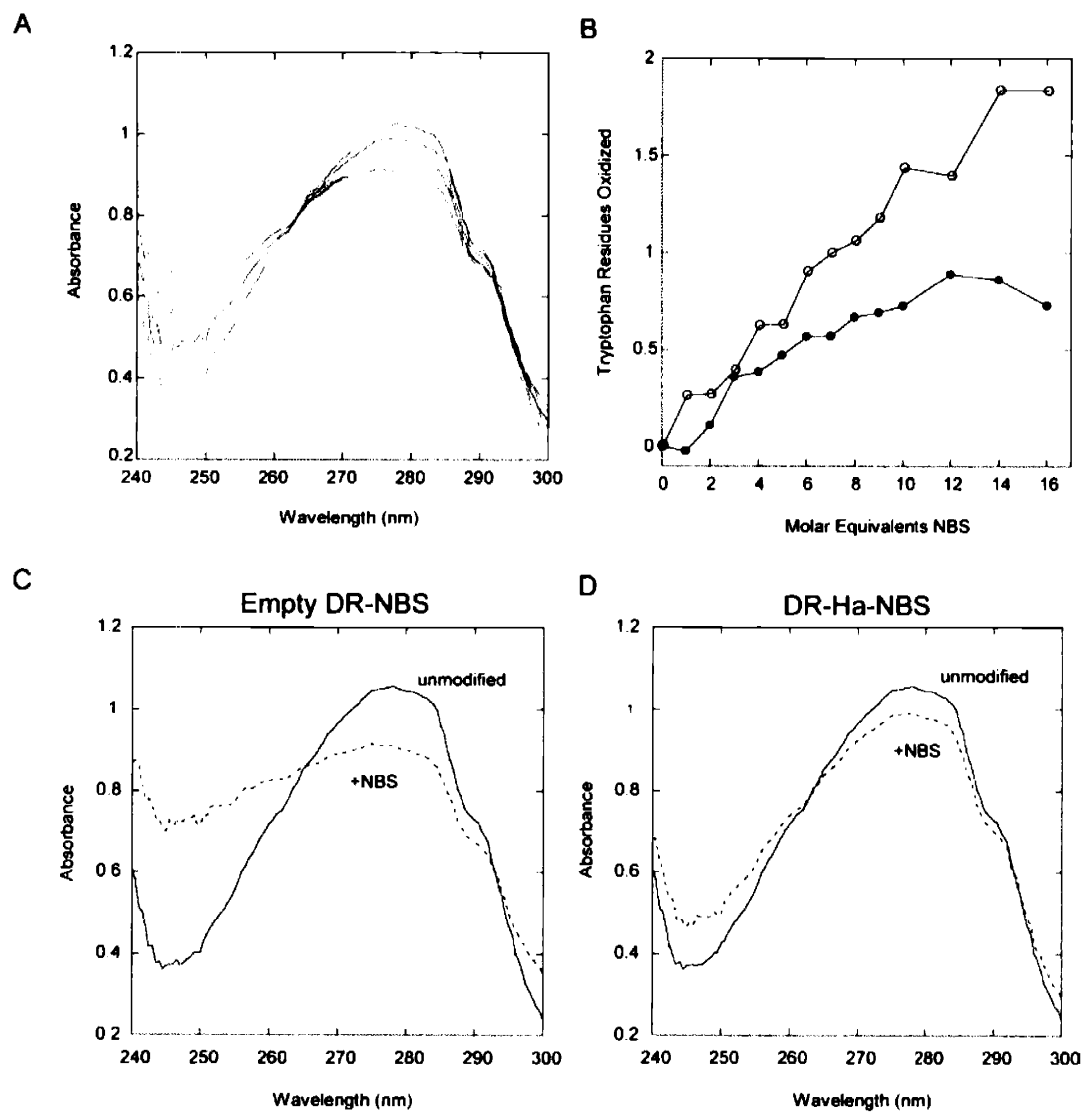 A
1.2
1
0.8
0.6
0.4
0.2
Absorbance
240 250 260 270 280 290 300
Wavelength (nm)
B
2
1.5
1
0.5
0
Tryptophan Residues Oxidized
0 2 4 6 8 10 12 14 16
Molar Equivalents NBS
C
Empty DR-NBS
1.2
1
0.8
0.6
0.4
0.2
Absorbance
unmodified
+NBS
240 250 260 270 280 290 300
Wavelength (nm)
D
DR-Ha-NBS
1.2
1
0.8
0.6
0.4
0.2
Absorbance
unmodified
+NBS
240 250 260 270 280 290 300
Wavelength (nm)